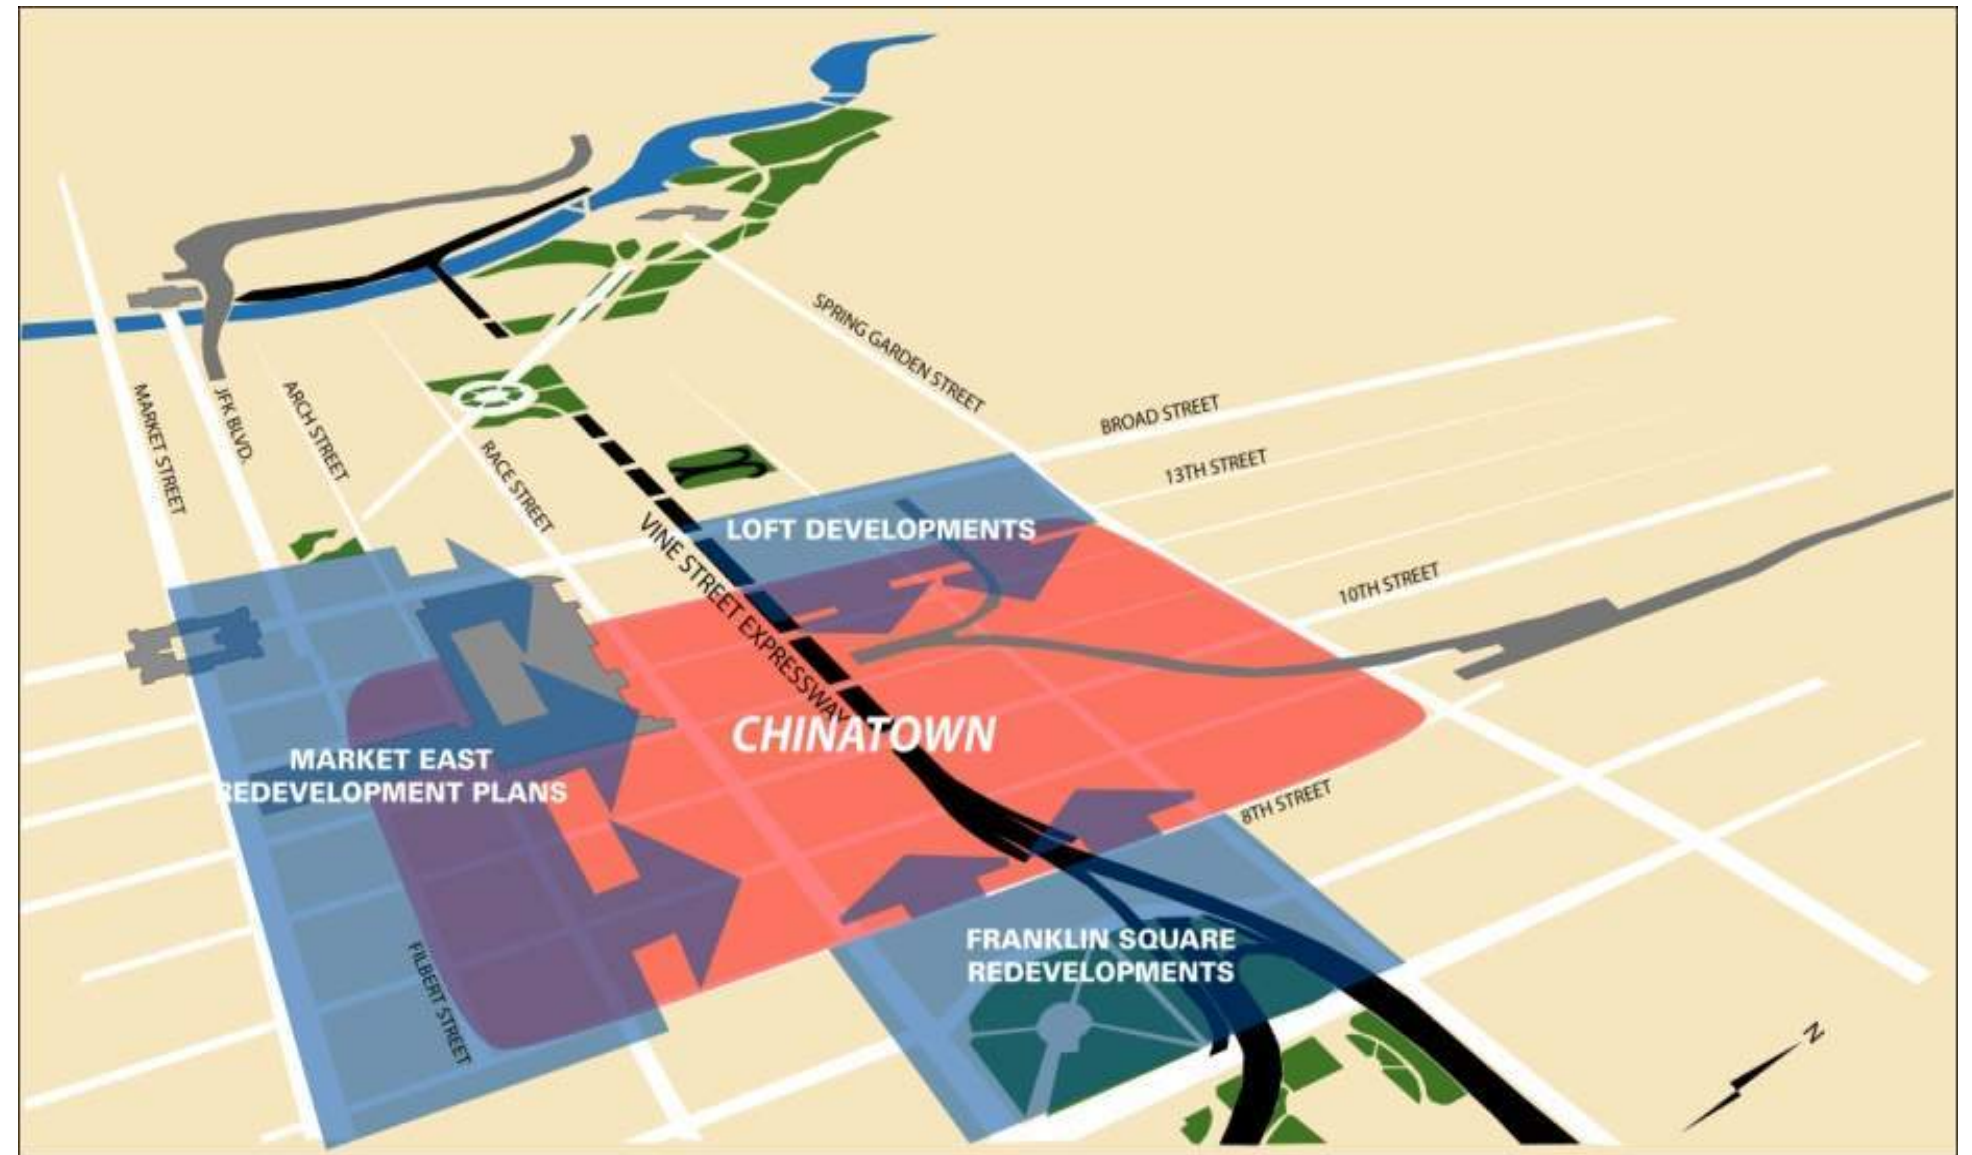 SPRING GARDEN STREET
MARKET STREET
JFK BLVD.
ARCH STREET
RACE STREET
BROAD STREET
13TH STREET
VINE STREET EXPRESSWAY
LOFT DEVELOPMENTS
10TH STREET
CHINATOWN
MARKET EAST
REDEVELOPMENT PLANS
8TH STREET
FILBERT STREET
FRANKLIN SQUARE
REDEVELOPMENTS
N